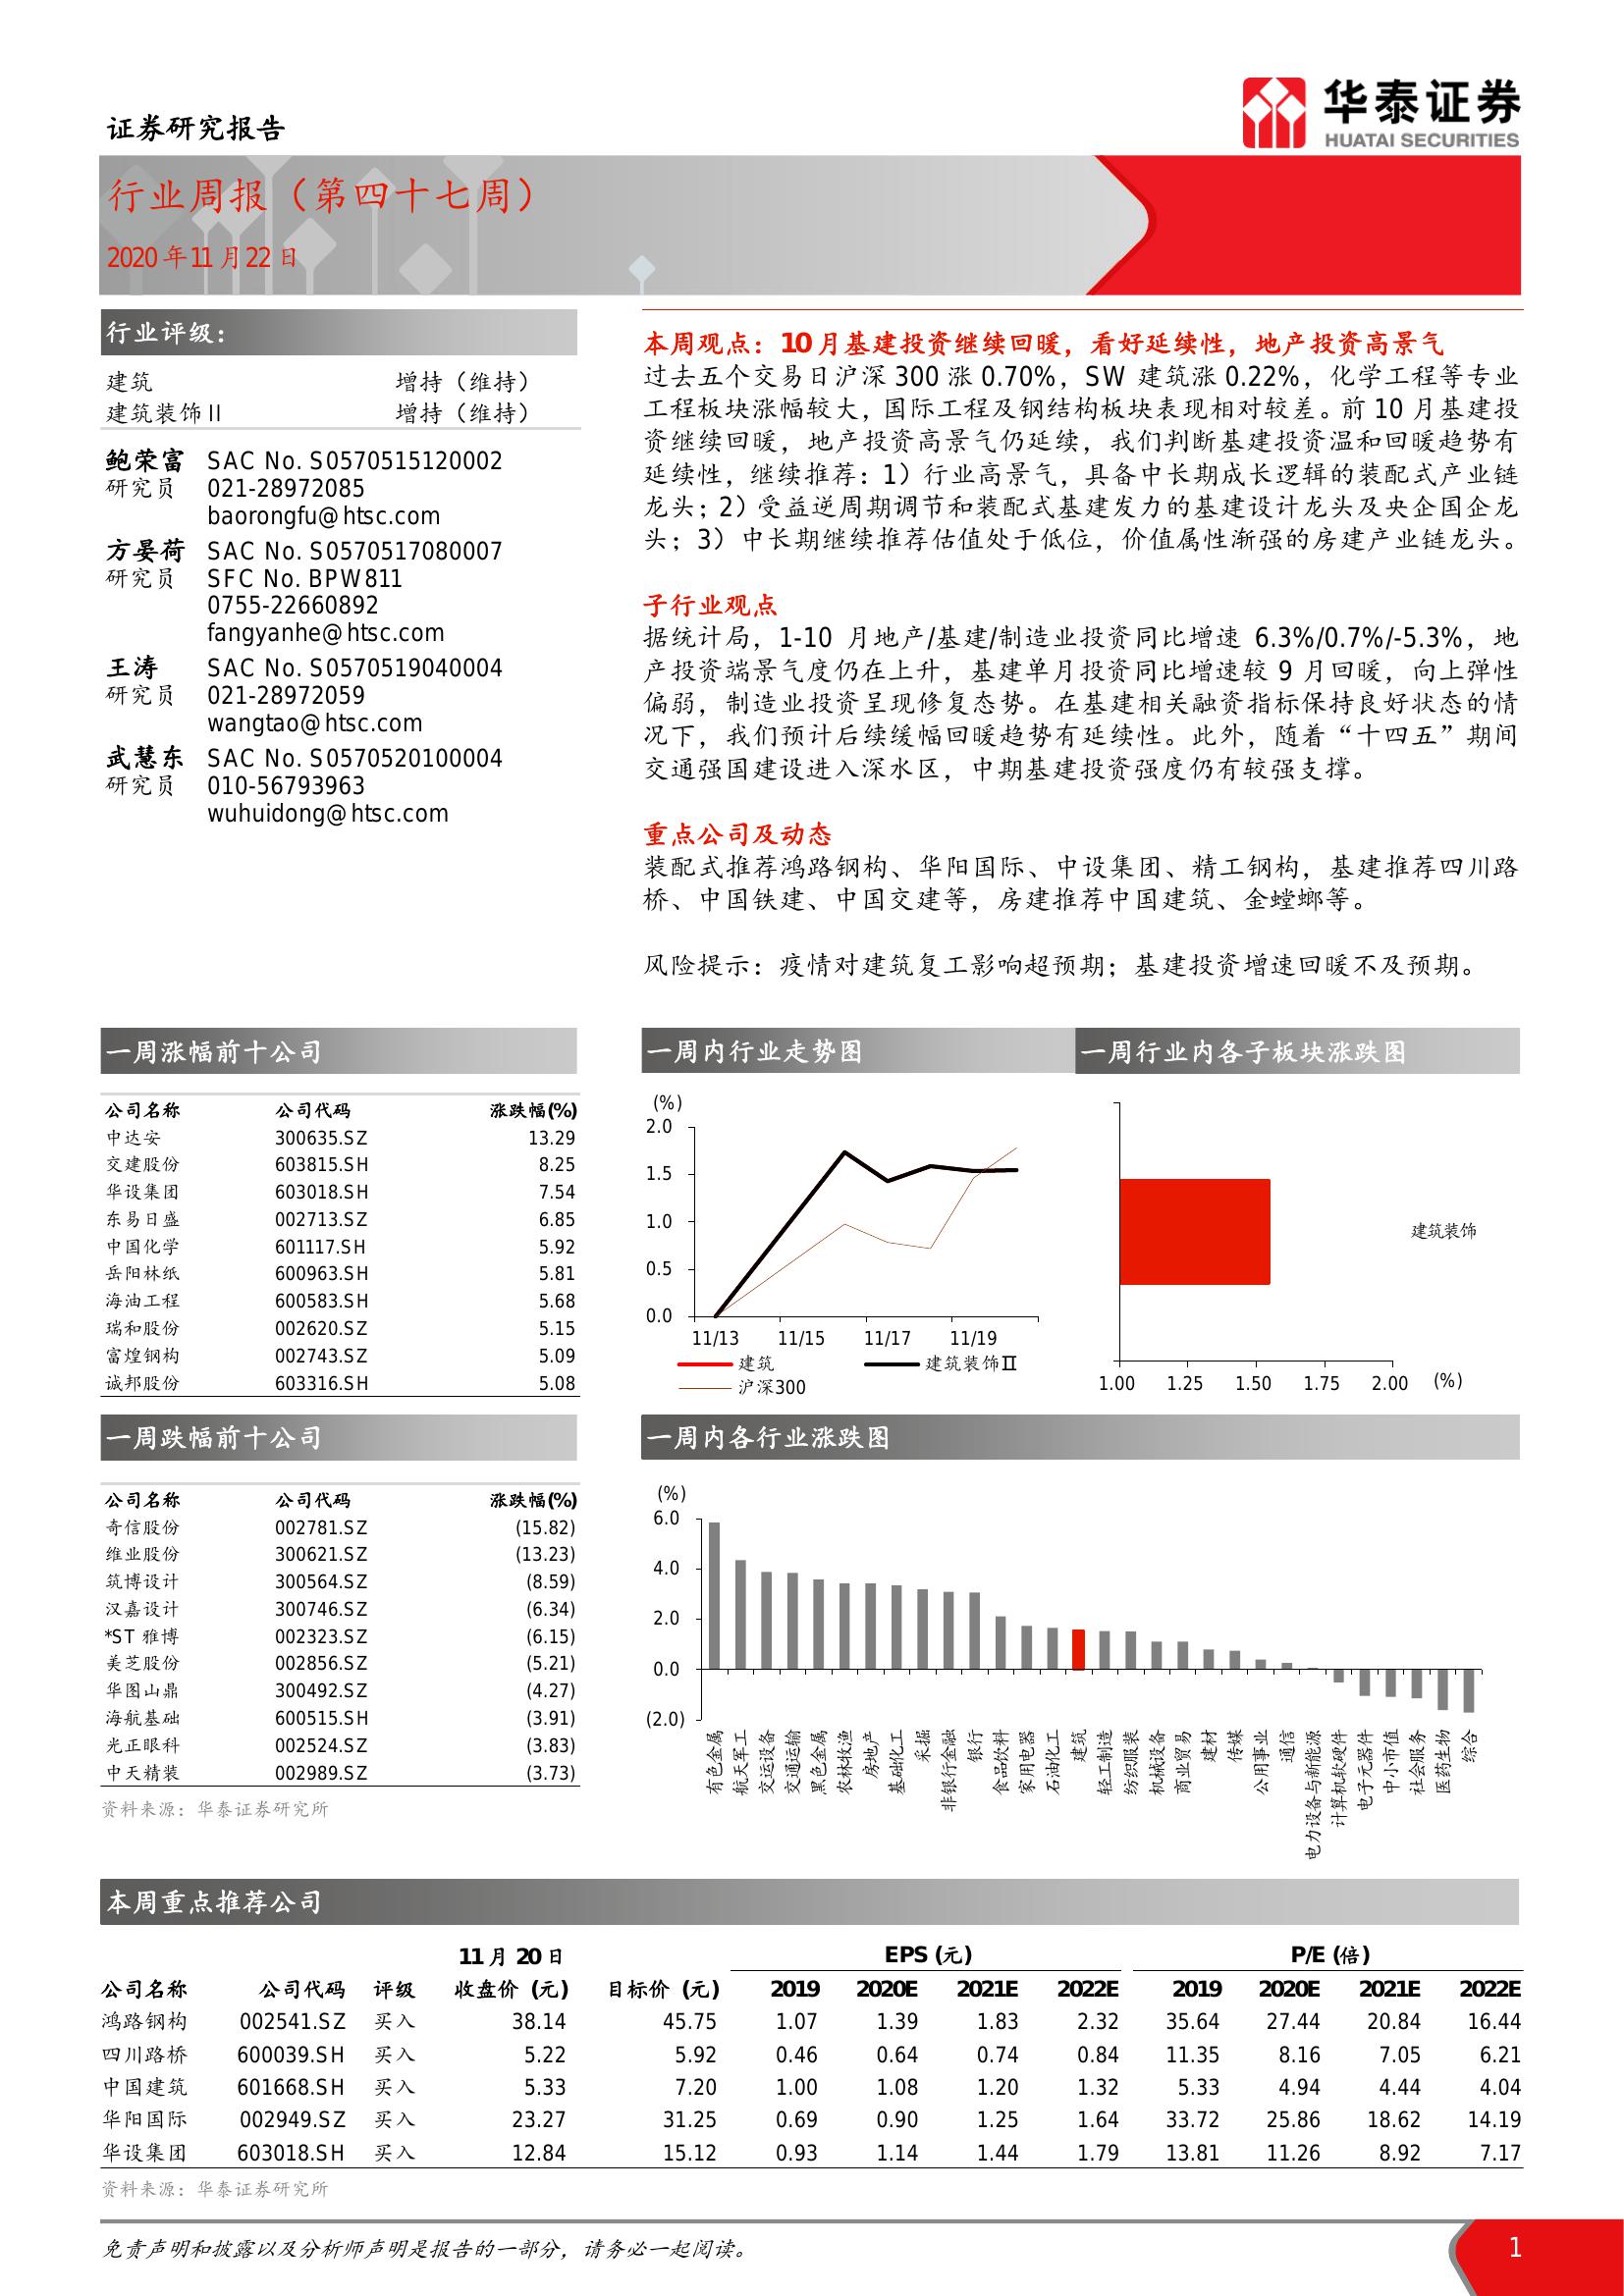 证券研究报告
华泰证券
HUATAI SECURITIES
行业周报（第四十七周）
2020 年 11 月 22 日
行业评级：
建筑 增持（维持）
建筑装饰Ⅱ 增持（维持）
鲍荣富 SAC No. S0570515120002
研究员 021-28972085
baorongfu@htsc.com
方晏荷 SAC No. S0570517080007
研究员 SFC No. BPW811
0755-22660892
fangyanhe@htsc.com
王涛 SAC No. S0570519040004
研究员 021-28972059
wangtao@htsc.com
武慧东 SAC No. S0570520100004
研究员 010-56793963
wuhuidong@htsc.com
本周观点：10 月基建投资继续回暖，看好延续性，地产投资高景气
过去五个交易日沪深 300 涨 0.70%，SW 建筑涨 0.22%，化学工程等专业
工程板块涨幅较大，国际工程及钢结构板块表现相对较差。前 10 月基建投
资继续回暖，地产投资高景气仍延续，我们判断基建投资温和回暖趋势有
延续性，继续推荐：1）行业高景气，具备中长期成长逻辑的装配式产业链
龙头；2）受益逆周期调节和装配式基建发力的基建设计龙头及央企国企龙
头；3）中长期继续推荐估值处于低位，价值属性渐强的房建产业链龙头。
子行业观点
据统计局，1-10 月地产/基建/制造业投资同比增速 6.3%/0.7%/-5.3%，地
产投资端景气度仍在上升，基建单月投资同比增速较 9 月回暖，向上弹性
偏弱，制造业投资呈现修复态势。在基建相关融资指标保持良好状态的情
况下，我们预计后续缓幅回暖趋势有延续性。此外，随着“十四五”期间
交通强国建设进入深水区，中期基建投资强度仍有较强支撑。
重点公司及动态
装配式推荐鸿路钢构、华阳国际、中设集团、精工钢构，基建推荐四川路
桥、中国铁建、中国交建等，房建推荐中国建筑、金螳螂等。
风险提示：疫情对建筑复工影响超预期；基建投资增速回暖不及预期。
一周涨幅前十公司
公司名称 公司代码 涨跌幅(%)
中达安 300635.SZ 13.29
交建股份 603815.SH 8.25
华设集团 603018.SH 7.54
东易日盛 002713.SZ 6.85
中国化学 601117.SH 5.92
岳阳林纸 600963.SH 5.81
海油工程 600583.SH 5.68
瑞和股份 002620.SZ 5.15
富煌钢构 002743.SZ 5.09
诚邦股份 603316.SH 5.08
一周跌幅前十公司
公司名称 公司代码 涨跌幅(%)
奇信股份 002781.SZ (15.82)
维业股份 300621.SZ (13.23)
筑博设计 300564.SZ (8.59)
汉嘉设计 300746.SZ (6.34)
*ST 雅博 002323.SZ (6.15)
美芝股份 002856.SZ (5.21)
华图山鼎 300492.SZ (4.27)
海航基础 600515.SH (3.91)
光正眼科 002524.SZ (3.83)
中天精装 002989.SZ (3.73)
资料来源：华泰证券研究所
一周内行业走势图
(%)
2.0
1.5
1.0
0.5
0.0
11/13 11/15 11/17 11/19
建筑 建筑装饰Ⅱ
沪深300
一周行业内各子板块涨跌图
建筑装饰
1.00 1.25 1.50 1.75 2.00 (%)
一周内各行业涨跌图
(%)
6.0
4.0
2.0
0.0
(2.0)
有色金属
航天军工
交运设备
交通运输
黑色金属
农林牧渔
房地产
基础化工
采掘
非银行金融
银行
食品饮料
家用电器
石油化工
建筑
轻工制造
纺织服装
机械设备
商业贸易
建材
传媒
公用事业
通信
电力设备与新能源
计算机软硬件
电子元器件
中小市值
社会服务
医药生物
综合
本周重点推荐公司
11 月 20 日 EPS (元) P/E (倍)
公司名称 公司代码 评级 收盘价 (元) 目标价 (元) 2019 2020E 2021E 2022E 2019 2020E 2021E 2022E
鸿路钢构 002541.SZ 买入 38.14 45.75 1.07 1.39 1.83 2.32 35.64 27.44 20.84 16.44
四川路桥 600039.SH 买入 5.22 5.92 0.46 0.64 0.74 0.84 11.35 8.16 7.05 6.21
中国建筑 601668.SH 买入 5.33 7.20 1.00 1.08 1.20 1.32 5.33 4.94 4.44 4.04
华阳国际 002949.SZ 买入 23.27 31.25 0.69 0.90 1.25 1.64 33.72 25.86 18.62 14.19
华设集团 603018.SH 买入 12.84 15.12 0.93 1.14 1.44 1.79 13.81 11.26 8.92 7.17
资料来源：华泰证券研究所
免责声明和披露以及分析师声明是报告的一部分，请务必一起阅读。
1